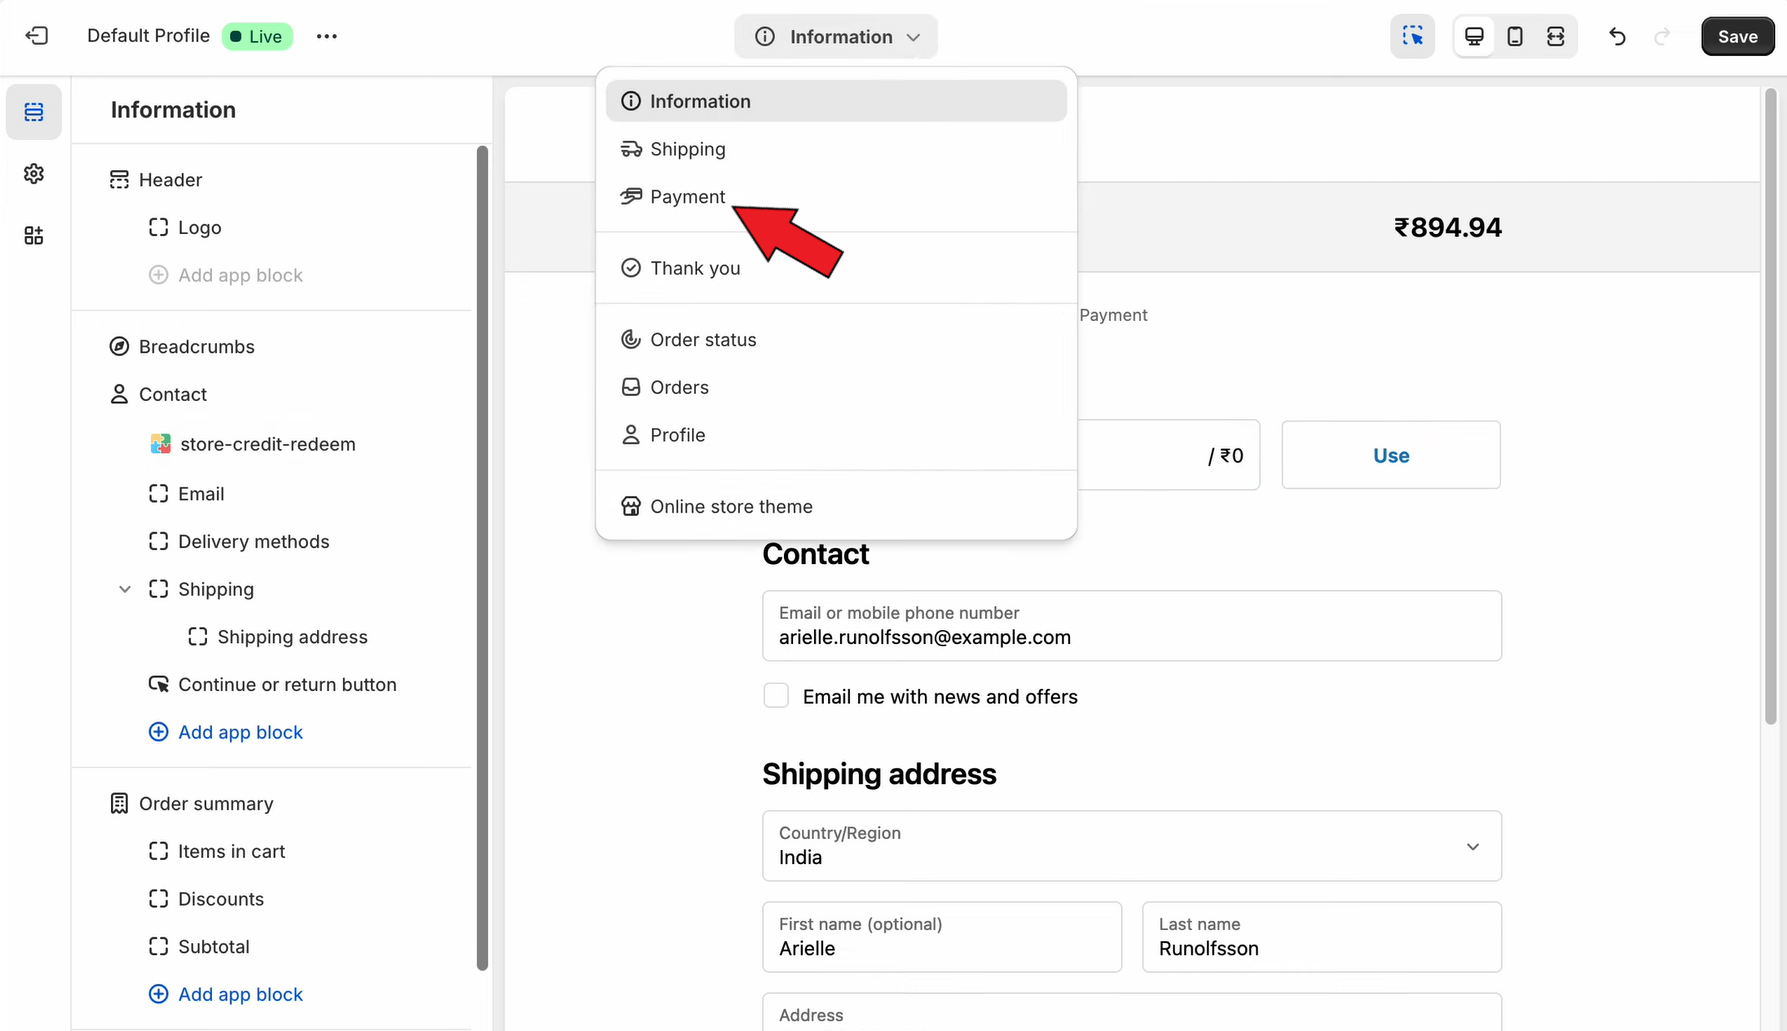 Default Profile
Live
Information
Save
Information
Header
Logo
Add app block
Breadcrumbs
Contact
store-credit-redeem
Email
Delivery methods
Shipping
Shipping address
Continue or return button
Add app block
Order summary
Items in cart
Discounts
Subtotal
Add app block
Information
Shipping
Payment
Thank you
Order status
Orders
Profile
Online store theme
₹894.94
Payment
/ ₹0
Use
Contact
Email or mobile phone number
arielle.runolfsson@example.com
Email me with news and offers
Shipping address
Country/Region
India
First name (optional)
Arielle
Last name
Runolfsson
Address